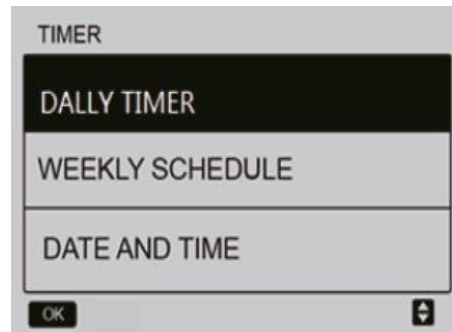 TIMER
DALLY TIMER
WEEKLY SCHEDULE
DATE AND TIME
OK